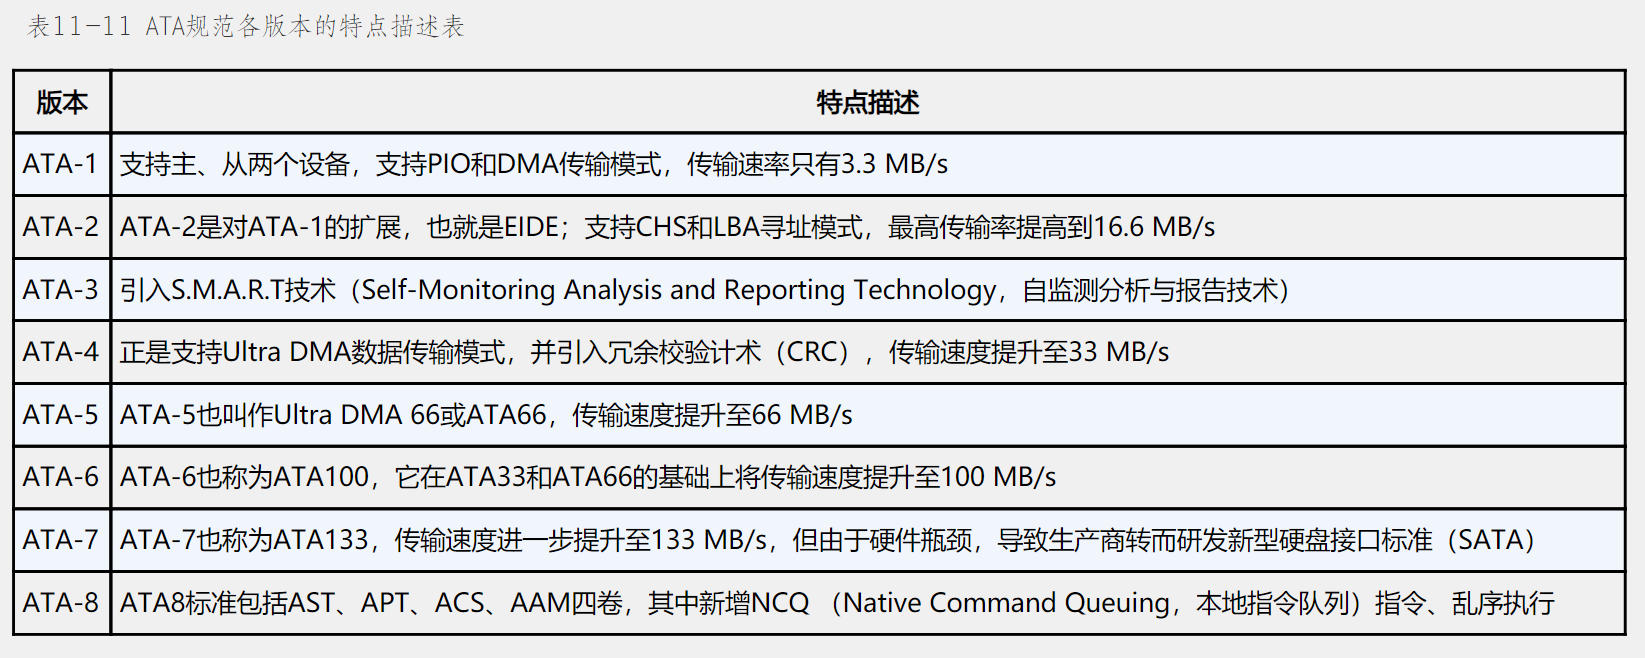 表11-11 ATA规范各版本的特点描述表
版本 特点描述
ATA-1 支持主、从两个设备，支持PIO和DMA传输模式，传输速率只有3.3 MB/s
ATA-2 ATA-2是对ATA-1的扩展，也就是EIDE；支持CHS和LBA寻址模式，最高传输率提高到16.6 MB/s
ATA-3 引入S.M.A.R.T技术（Self-Monitoring Analysis and Reporting Technology，自监测分析与报告技术）
ATA-4 正是支持Ultra DMA数据传输模式，并引入冗余校验计术（CRC），传输速度提升至33 MB/s
ATA-5 ATA-5也叫作Ultra DMA 66或ATA66，传输速度提升至66 MB/s
ATA-6 ATA-6也称为ATA100，它在ATA33和ATA66的基础上将传输速度提升至100 MB/s
ATA-7 ATA-7也称为ATA133，传输速度进一步提升至133 MB/s，但由于硬件瓶颈，导致生产商转而研发新型硬盘接口标准（SATA）
ATA-8 ATA8标准包括AST、APT、ACS、AAM四卷，其中新增NCQ （Native Command Queuing，本地指令队列）指令、乱序执行